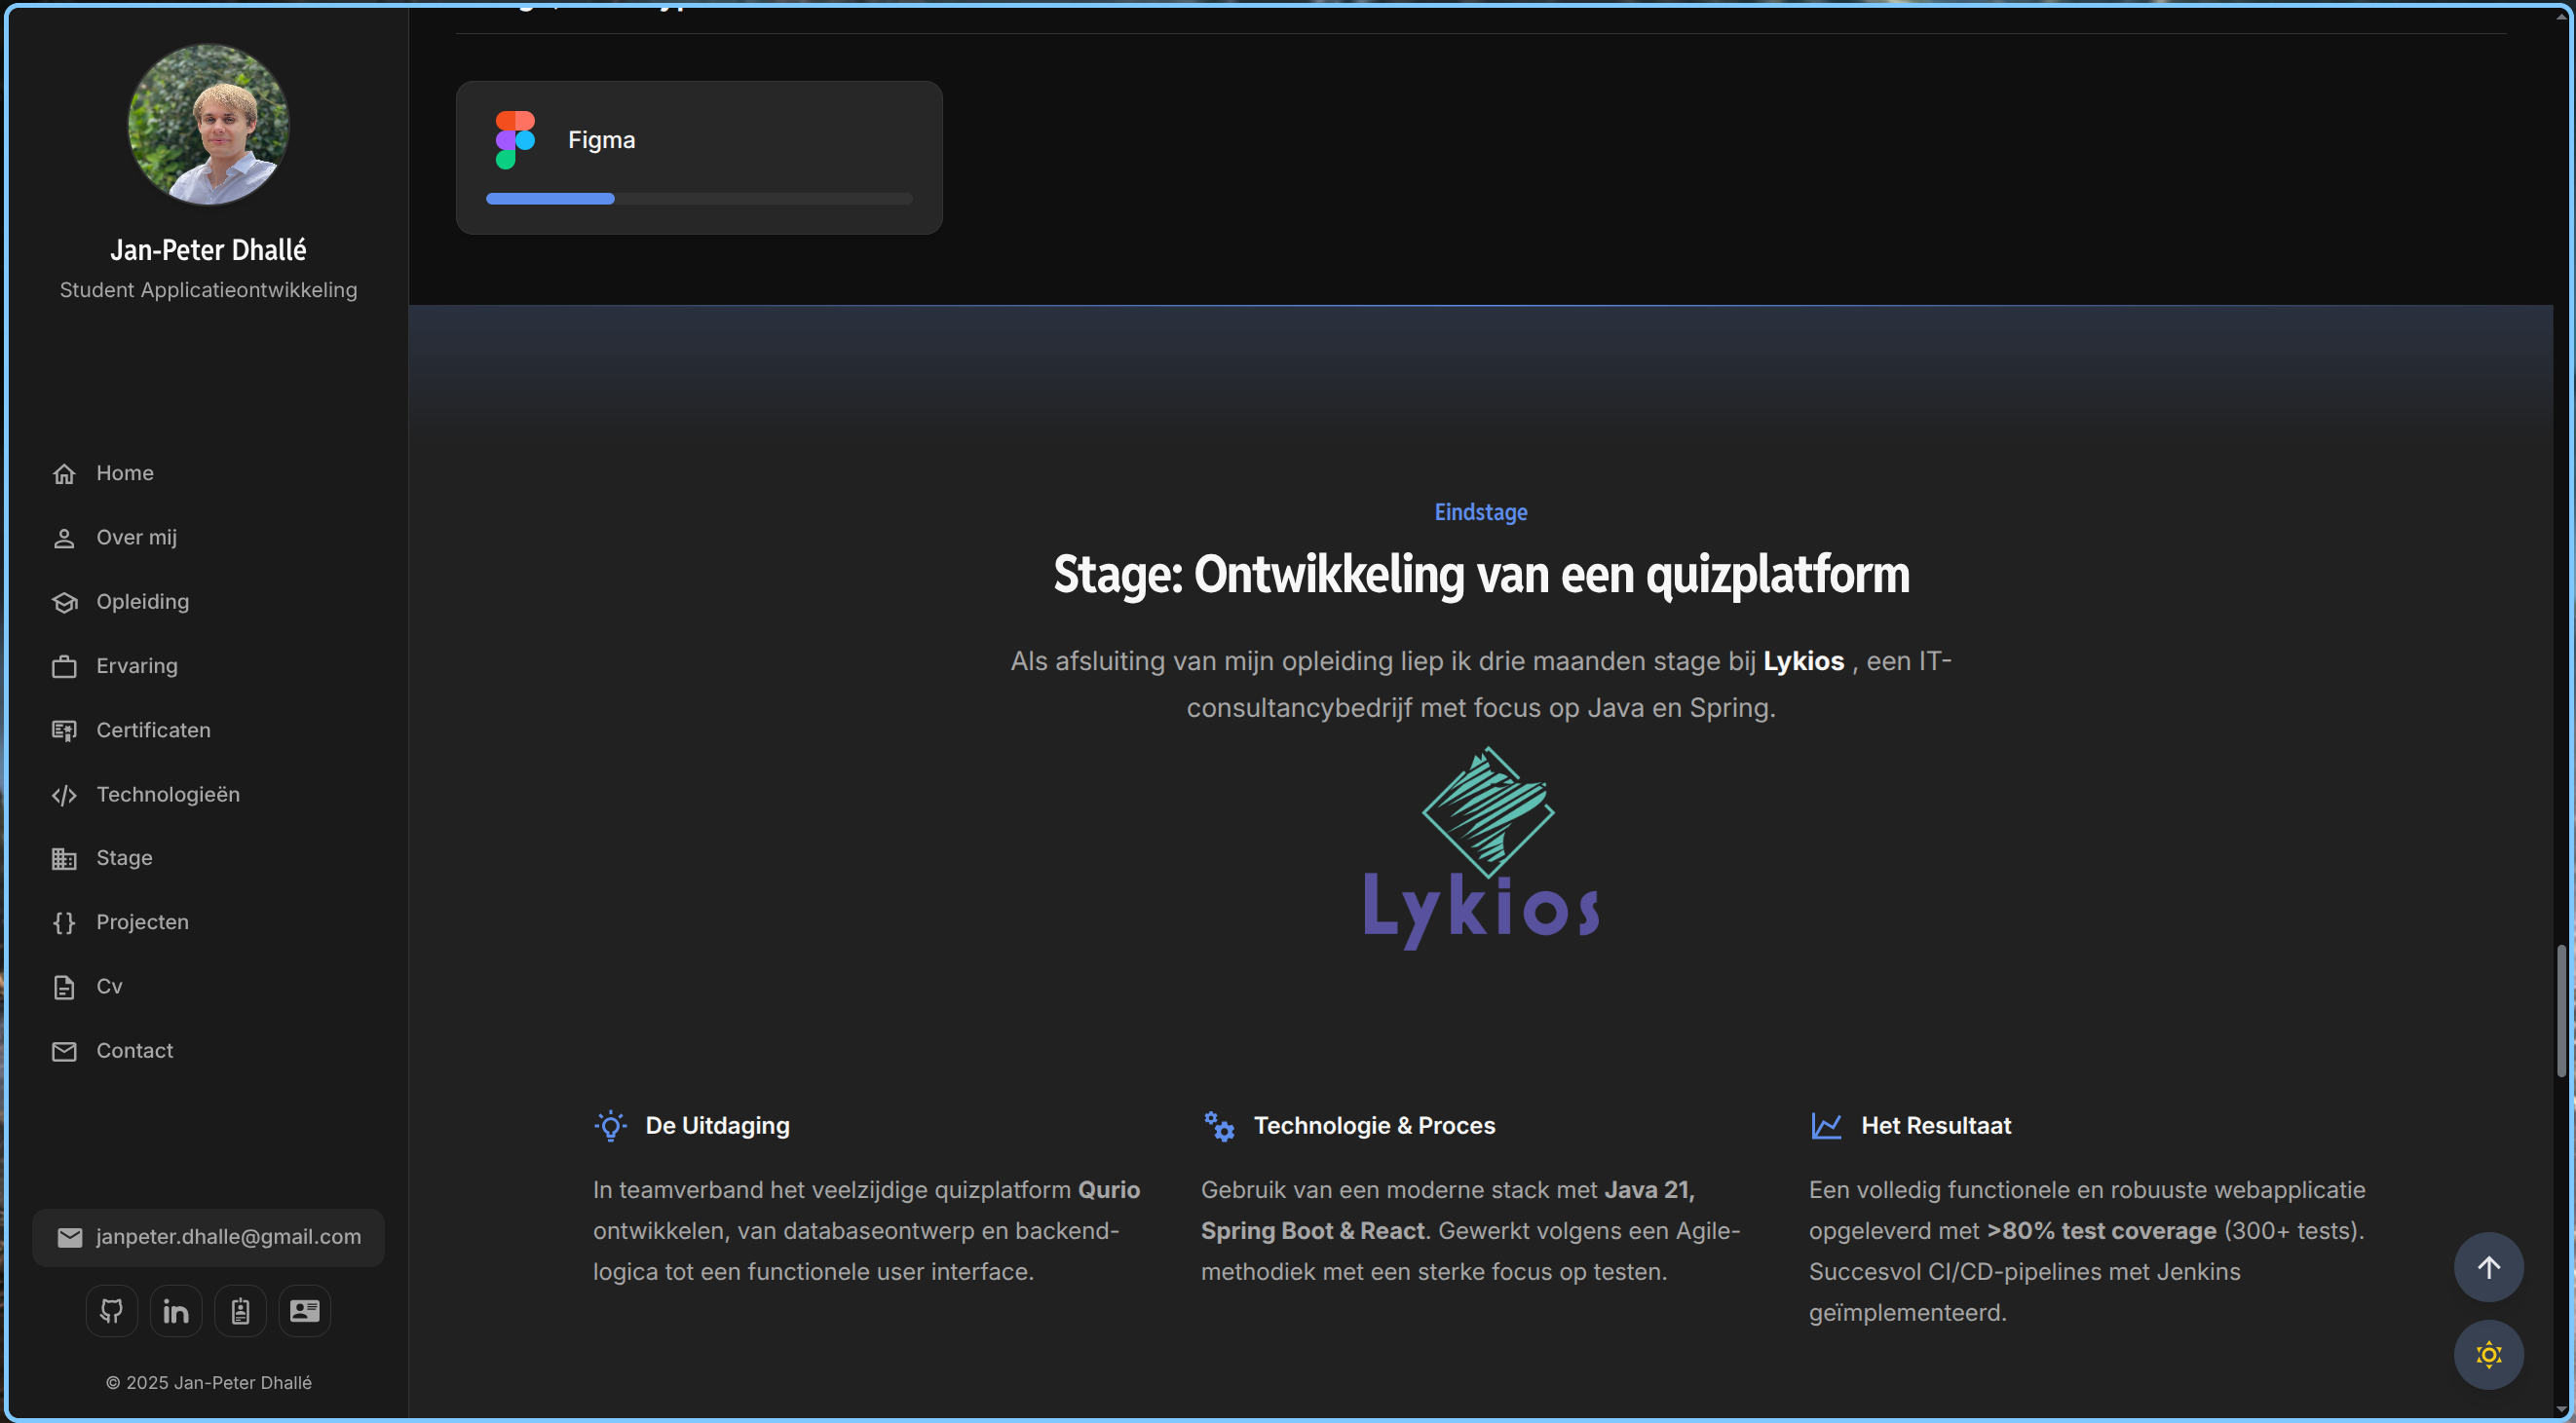 Jan-Peter Dhallé
Student Applicatieontwikkeling
Home
Over mij
Opleiding
Ervaring
Certificaten
Technologieën
Stage
Projecten
Cv
Contact
janpeter.dhalle@gmail.com
© 2025 Jan-Peter Dhallé
Figma
Eindstage
Stage: Ontwikkeling van een quizplatform
Als afsluiting van mijn opleiding liep ik drie maanden stage bij Lykios , een IT-
consultancybedrijf met focus op Java en Spring.
Lykios
De Uitdaging
In teamverband het veelzijdige quizplatform Qurio
ontwikkelen, van databaseontwerp en backend-
logica tot een functionele user interface.
Technologie & Proces
Gebruik van een moderne stack met Java 21,
Spring Boot & React. Gewerkt volgens een Agile-
methodiek met een sterke focus op testen.
Het Resultaat
Een volledig functionele en robuuste webapplicatie
opgeleverd met >80% test coverage (300+ tests).
Succesvol CI/CD-pipelines met Jenkins
geïmplementeerd.